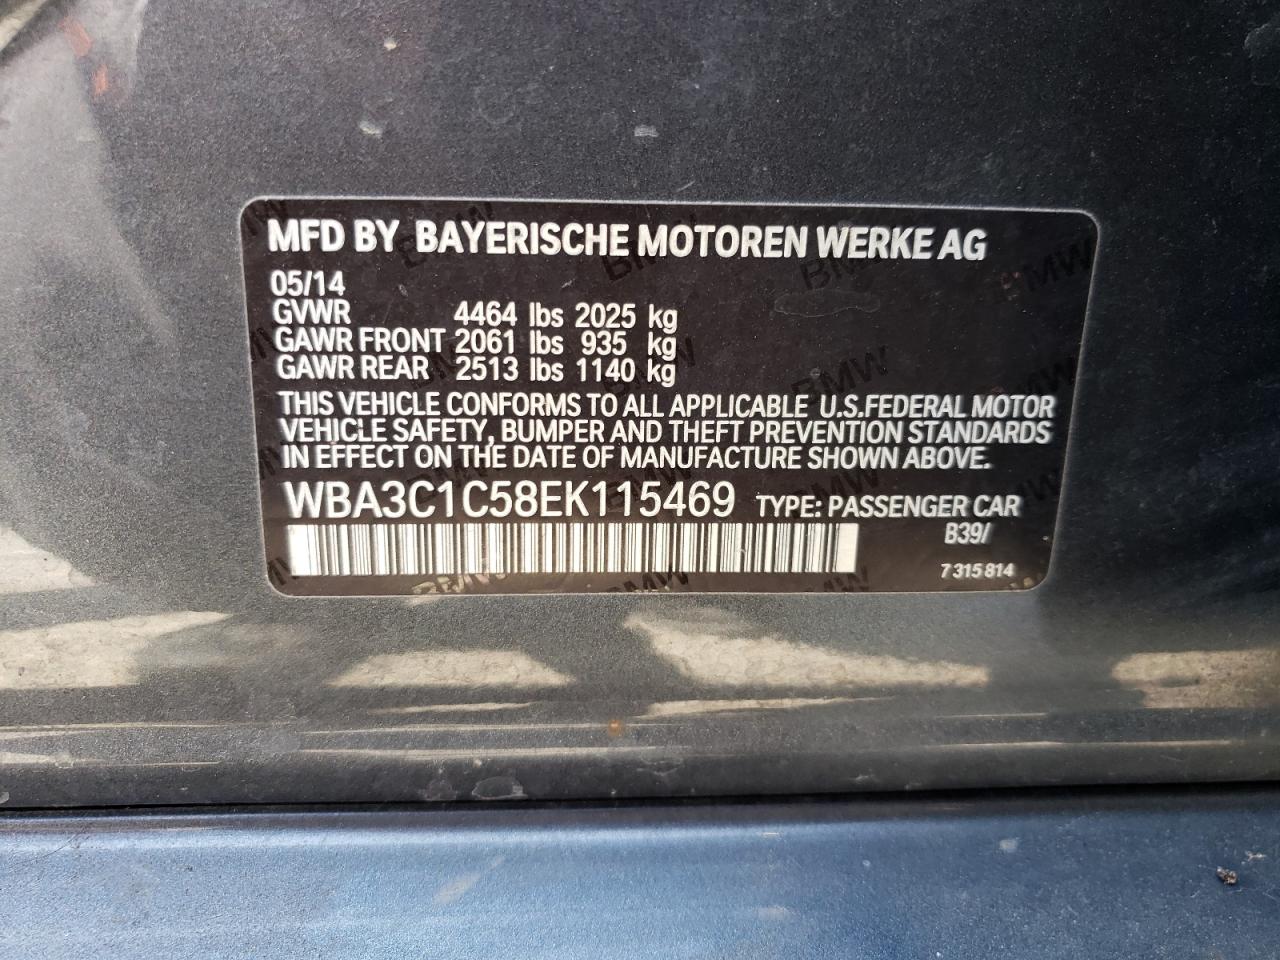 MFD BY BAYERISCHE MOTOREN WERKE AG
05/14
GVWR 4464 lbs 2025 kg
GAWR FRONT 2061 lbs 935 kg
GAWR REAR 2513 lbs 1140 kg
THIS VEHICLE CONFORMS TO ALL APPLICABLE U.S.FEDERAL MOTOR
VEHICLE SAFETY, BUMPER AND THEFT PREVENTION STANDARDS
IN EFFECT ON THE DATE OF MANUFACTURE SHOWN ABOVE.
WBA3C1C58EK115469 TYPE: PASSENGER CAR
B39/
7 315 814